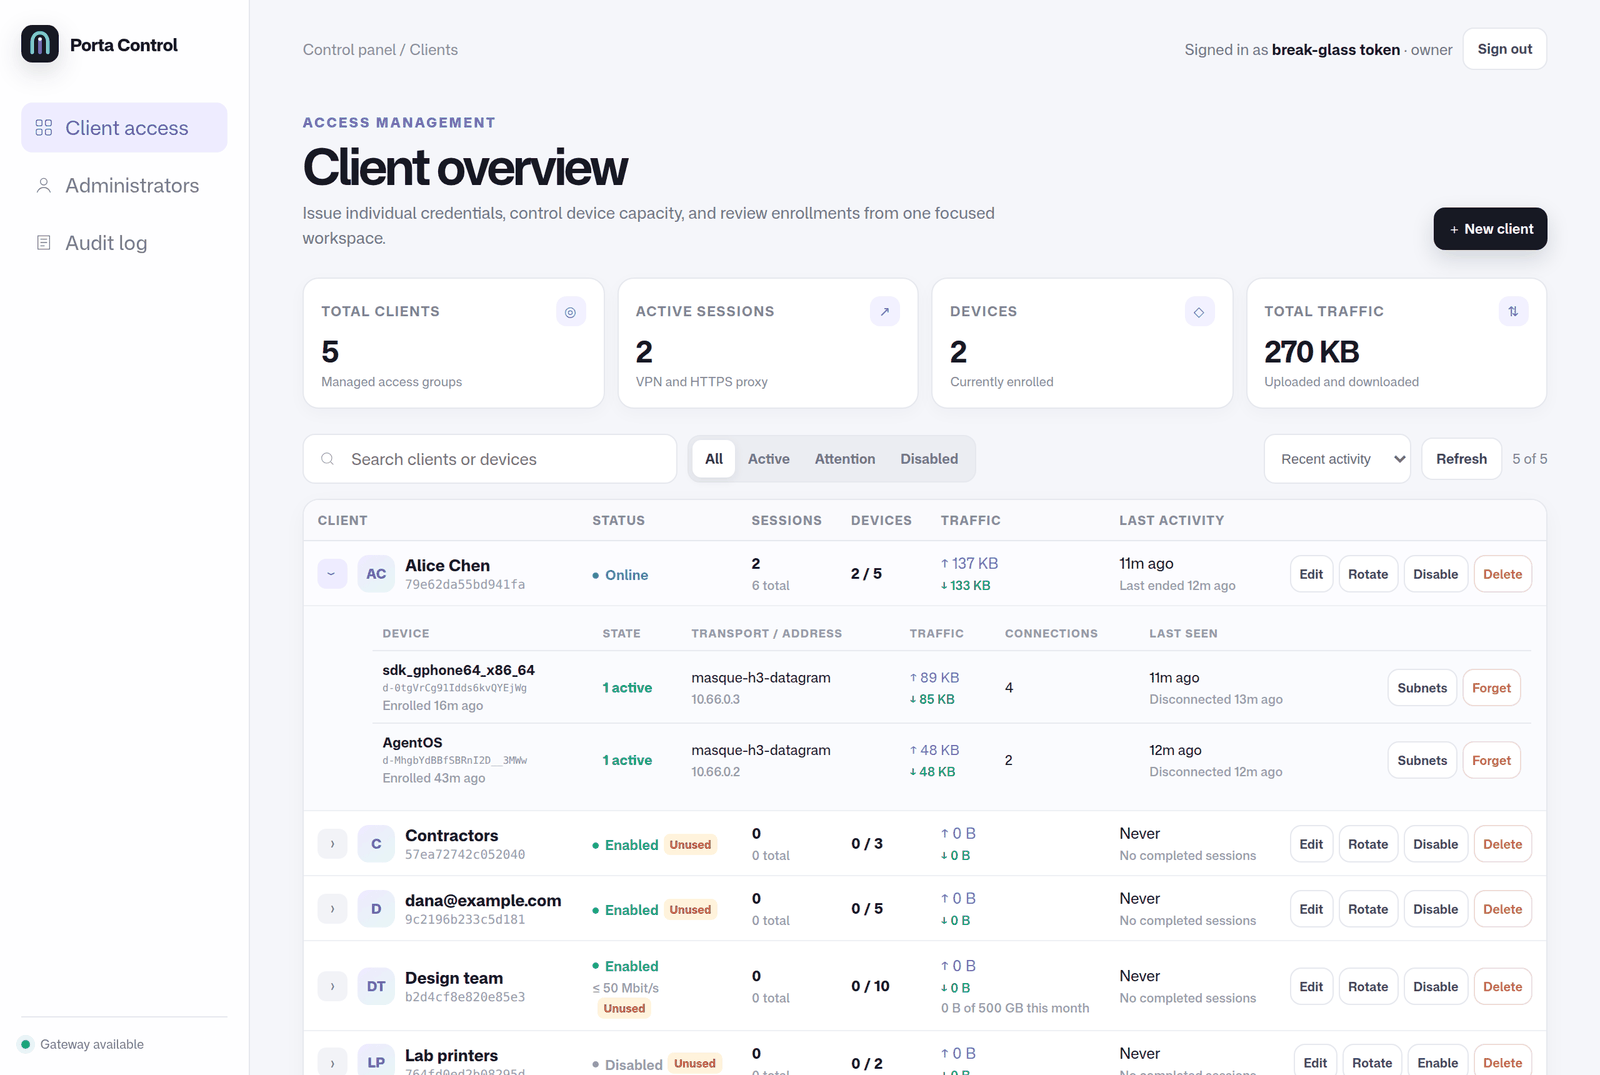 Porta Control
Client access
Administrators
Audit log
Gateway available
Control panel / Clients
Signed in as break-glass token · owner
Sign out
ACCESS MANAGEMENT
Client overview
Issue individual credentials, control device capacity, and review enrollments from one focused
workspace.
+ New client
TOTAL CLIENTS
5
Managed access groups
ACTIVE SESSIONS
2
VPN and HTTPS proxy
DEVICES
2
Currently enrolled
TOTAL TRAFFIC
270 KB
Uploaded and downloaded
Search clients or devices
All Active Attention Disabled
Recent activity
Refresh
5 of 5
CLIENT STATUS SESSIONS DEVICES TRAFFIC LAST ACTIVITY
AC Alice Chen
79e62da55bd941fa
Online
2
6 total
2 / 5
↑ 137 KB
↓ 133 KB
11m ago
Last ended 12m ago
Edit Rotate Disable Delete
DEVICE STATE TRANSPORT / ADDRESS TRAFFIC CONNECTIONS LAST SEEN
sdk_gphone64_x86_64
d-0tgVrCg91Idds6kvQYEjWg
Enrolled 16m ago
1 active
masque-h3-datagram
10.66.0.3
↑ 89 KB
↓ 85 KB
4
11m ago
Disconnected 13m ago
Subnets Forget
AgentOS
d-MhgbYdBBfSBRnI2D__3MWw
Enrolled 43m ago
1 active
masque-h3-datagram
10.66.0.2
↑ 48 KB
↓ 48 KB
2
12m ago
Disconnected 12m ago
Subnets Forget
C Contractors
57ea72742c052040
Enabled Unused
0
0 total
0 / 3
↑ 0 B
↓ 0 B
Never
No completed sessions
Edit Rotate Disable Delete
D dana@example.com
9c2196b233c5d181
Enabled Unused
0
0 total
0 / 5
↑ 0 B
↓ 0 B
Never
No completed sessions
Edit Rotate Disable Delete
DT Design team
b2d4cf8e820e85e3
Enabled
≤ 50 Mbit/s
Unused
0
0 total
0 / 10
↑ 0 B
↓ 0 B
0 B of 500 GB this month
Never
No completed sessions
Edit Rotate Disable Delete
LP Lab printers
764fd0ed2b08295d
Disabled Unused
0
0 total
0 / 2
↑ 0 B
↓ 0 B
Never
No completed sessions
Edit Rotate Enable Delete